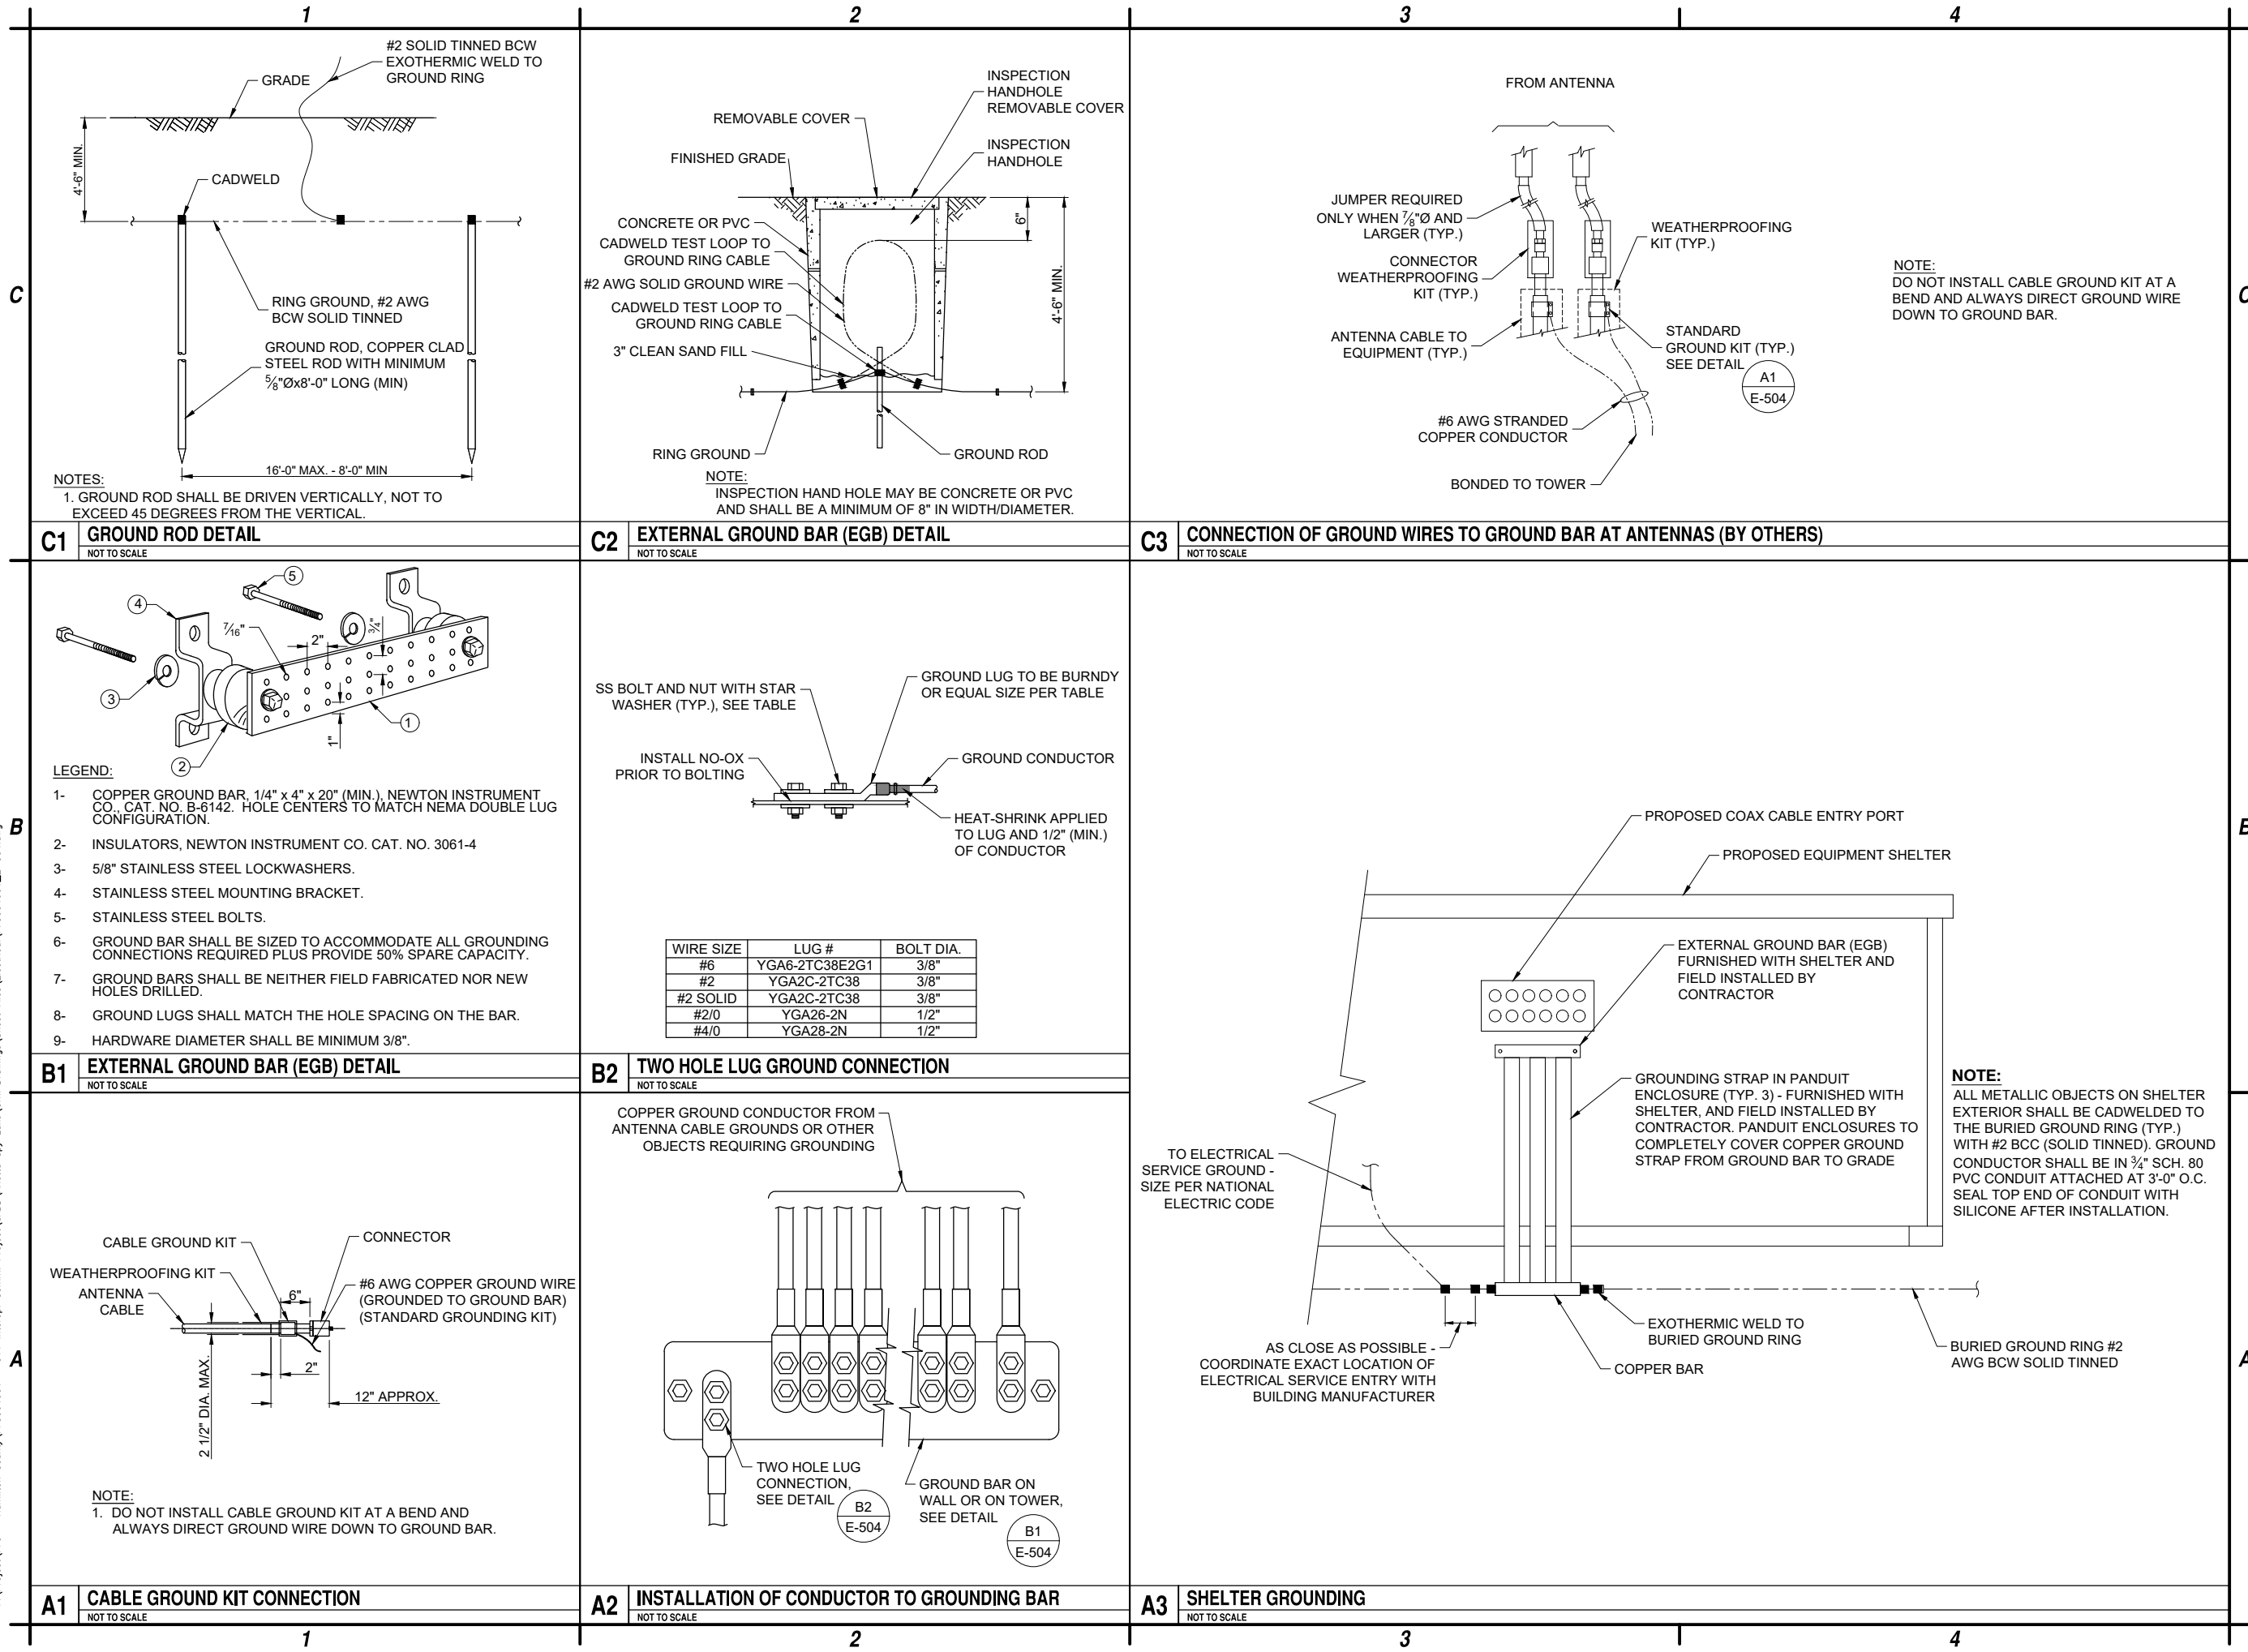 1
2
3
4
#2 SOLID TINNED BCW
EXOTHERMIC WELD TO
GROUND RING
GRADE
4'-6" MIN.
CADWELD
RING GROUND, #2 AWG
BCW SOLID TINNED
GROUND ROD, COPPER CLAD
STEEL ROD WITH MINIMUM
5/8"Øx8'-0" LONG (MIN)
16'-0" MAX. - 8'-0" MIN
NOTES:
1. GROUND ROD SHALL BE DRIVEN VERTICALLY, NOT TO
EXCEED 45 DEGREES FROM THE VERTICAL.
C1 GROUND ROD DETAIL
NOT TO SCALE
INSPECTION
HANDHOLE
REMOVABLE COVER
REMOVABLE COVER
INSPECTION
HANDHOLE
FINISHED GRADE
6"
CONCRETE OR PVC
CADWELD TEST LOOP TO
GROUND RING CABLE
#2 AWG SOLID GROUND WIRE
CADWELD TEST LOOP TO
GROUND RING CABLE
4'-6" MIN.
3" CLEAN SAND FILL
RING GROUND
GROUND ROD
NOTE:
INSPECTION HAND HOLE MAY BE CONCRETE OR PVC
AND SHALL BE A MINIMUM OF 8" IN WIDTH/DIAMETER.
C2 EXTERNAL GROUND BAR (EGB) DETAIL
NOT TO SCALE
FROM ANTENNA
JUMPER REQUIRED
ONLY WHEN 7/8"Ø AND
LARGER (TYP.)
WEATHERPROOFING
KIT (TYP.)
CONNECTOR
WEATHERPROOFING
KIT (TYP.)
ANTENNA CABLE TO
EQUIPMENT (TYP.)
STANDARD
GROUND KIT (TYP.)
SEE DETAIL
A1
E-504
#6 AWG STRANDED
COPPER CONDUCTOR
BONDED TO TOWER
NOTE:
DO NOT INSTALL CABLE GROUND KIT AT A
BEND AND ALWAYS DIRECT GROUND WIRE
DOWN TO GROUND BAR.
C3 CONNECTION OF GROUND WIRES TO GROUND BAR AT ANTENNAS (BY OTHERS)
NOT TO SCALE
C
C
5
4
7/16"
2"
3/4"
3
1
1"
2
LEGEND:
1- COPPER GROUND BAR, 1/4" x 4" x 20" (MIN.), NEWTON INSTRUMENT
CO., CAT. NO. B-6142. HOLE CENTERS TO MATCH NEMA DOUBLE LUG
CONFIGURATION.
2- INSULATORS, NEWTON INSTRUMENT CO. CAT. NO. 3061-4
3- 5/8" STAINLESS STEEL LOCKWASHERS.
4- STAINLESS STEEL MOUNTING BRACKET.
5- STAINLESS STEEL BOLTS.
6- GROUND BAR SHALL BE SIZED TO ACCOMMODATE ALL GROUNDING
CONNECTIONS REQUIRED PLUS PROVIDE 50% SPARE CAPACITY.
7- GROUND BARS SHALL BE NEITHER FIELD FABRICATED NOR NEW
HOLES DRILLED.
8- GROUND LUGS SHALL MATCH THE HOLE SPACING ON THE BAR.
9- HARDWARE DIAMETER SHALL BE MINIMUM 3/8".
B1 EXTERNAL GROUND BAR (EGB) DETAIL
NOT TO SCALE
SS BOLT AND NUT WITH STAR
WASHER (TYP.), SEE TABLE
GROUND LUG TO BE BURNDY
OR EQUAL SIZE PER TABLE
INSTALL NO-OX
PRIOR TO BOLTING
GROUND CONDUCTOR
HEAT-SHRINK APPLIED
TO LUG AND 1/2" (MIN.)
OF CONDUCTOR
WIRE SIZE LUG # BOLT DIA.
#6 YGA6-2TC38E2G1 3/8"
#2 YGA2C-2TC38 3/8"
#2 SOLID YGA2C-2TC38 3/8"
#2/0 YGA26-2N 1/2"
#4/0 YGA28-2N 1/2"
B2 TWO HOLE LUG GROUND CONNECTION
NOT TO SCALE
B
PROPOSED COAX CABLE ENTRY PORT
PROPOSED EQUIPMENT SHELTER
EXTERNAL GROUND BAR (EGB)
FURNISHED WITH SHELTER AND
FIELD INSTALLED BY
CONTRACTOR
GROUNDING STRAP IN PANDUIT
ENCLOSURE (TYP. 3) - FURNISHED WITH
SHELTER, AND FIELD INSTALLED BY
CONTRACTOR. PANDUIT ENCLOSURES TO
COMPLETELY COVER COPPER GROUND
STRAP FROM GROUND BAR TO GRADE
NOTE:
ALL METALLIC OBJECTS ON SHELTER
EXTERIOR SHALL BE CADWELDED TO
THE BURIED GROUND RING (TYP.)
WITH #2 BCC (SOLID TINNED). GROUND
CONDUCTOR SHALL BE IN 3/4" SCH. 80
PVC CONDUIT ATTACHED AT 3'-0" O.C.
SEAL TOP END OF CONDUIT WITH
SILICONE AFTER INSTALLATION.
TO ELECTRICAL
SERVICE GROUND -
SIZE PER NATIONAL
ELECTRIC CODE
AS CLOSE AS POSSIBLE -
COORDINATE EXACT LOCATION OF
ELECTRICAL SERVICE ENTRY WITH
BUILDING MANUFACTURER
EXOTHERMIC WELD TO
BURIED GROUND RING
COPPER BAR
BURIED GROUND RING #2
AWG BCW SOLID TINNED
A3 SHELTER GROUNDING
NOT TO SCALE
B
CABLE GROUND KIT
CONNECTOR
WEATHERPROOFING KIT
ANTENNA
CABLE
6"
#6 AWG COPPER GROUND WIRE
(GROUNDED TO GROUND BAR)
(STANDARD GROUNDING KIT)
2"
2 1/2" DIA. MAX.
12" APPROX.
NOTE:
1. DO NOT INSTALL CABLE GROUND KIT AT A BEND AND
ALWAYS DIRECT GROUND WIRE DOWN TO GROUND BAR.
A1 CABLE GROUND KIT CONNECTION
NOT TO SCALE
COPPER GROUND CONDUCTOR FROM
ANTENNA CABLE GROUNDS OR OTHER
OBJECTS REQUIRING GROUNDING
TWO HOLE LUG
CONNECTION,
SEE DETAIL
B2
E-504
GROUND BAR ON
WALL OR ON TOWER,
SEE DETAIL
B1
E-504
A2 INSTALLATION OF CONDUCTOR TO GROUNDING BAR
NOT TO SCALE
A
A
1
2
3
4